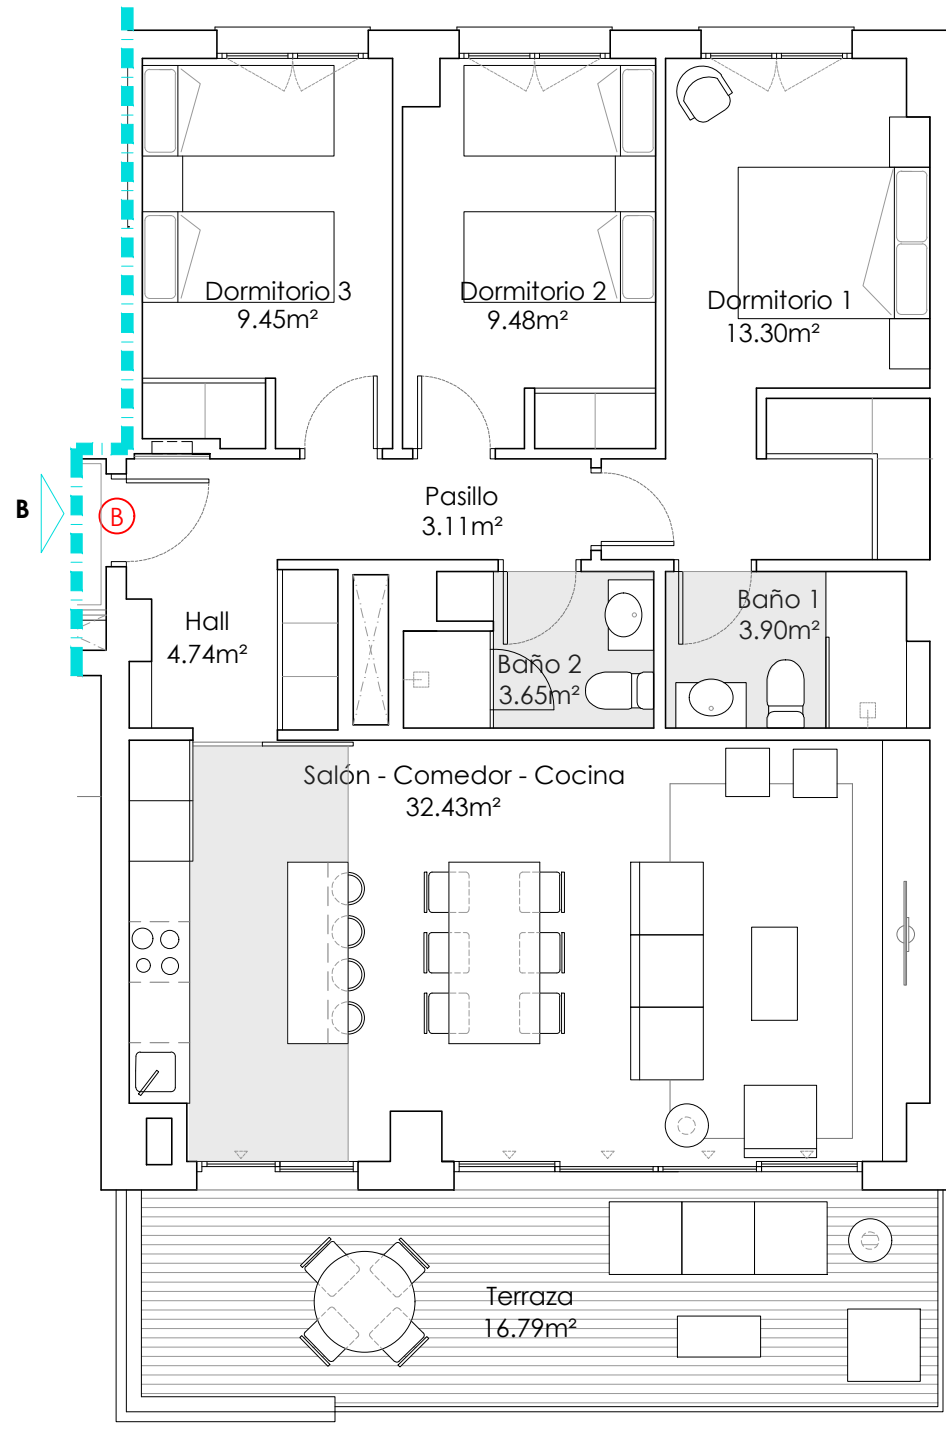 Dormitorio 3
9.45m²
Dormitorio 2
9.48m²
Dormitorio 1
13.30m²
B
B
Pasillo
3.11m²
Hall
4.74m²
Baño 2
3.65m²
Baño 1
3.90m²
Salón - Comedor - Cocina
32.43m²
Terraza
16.79m²